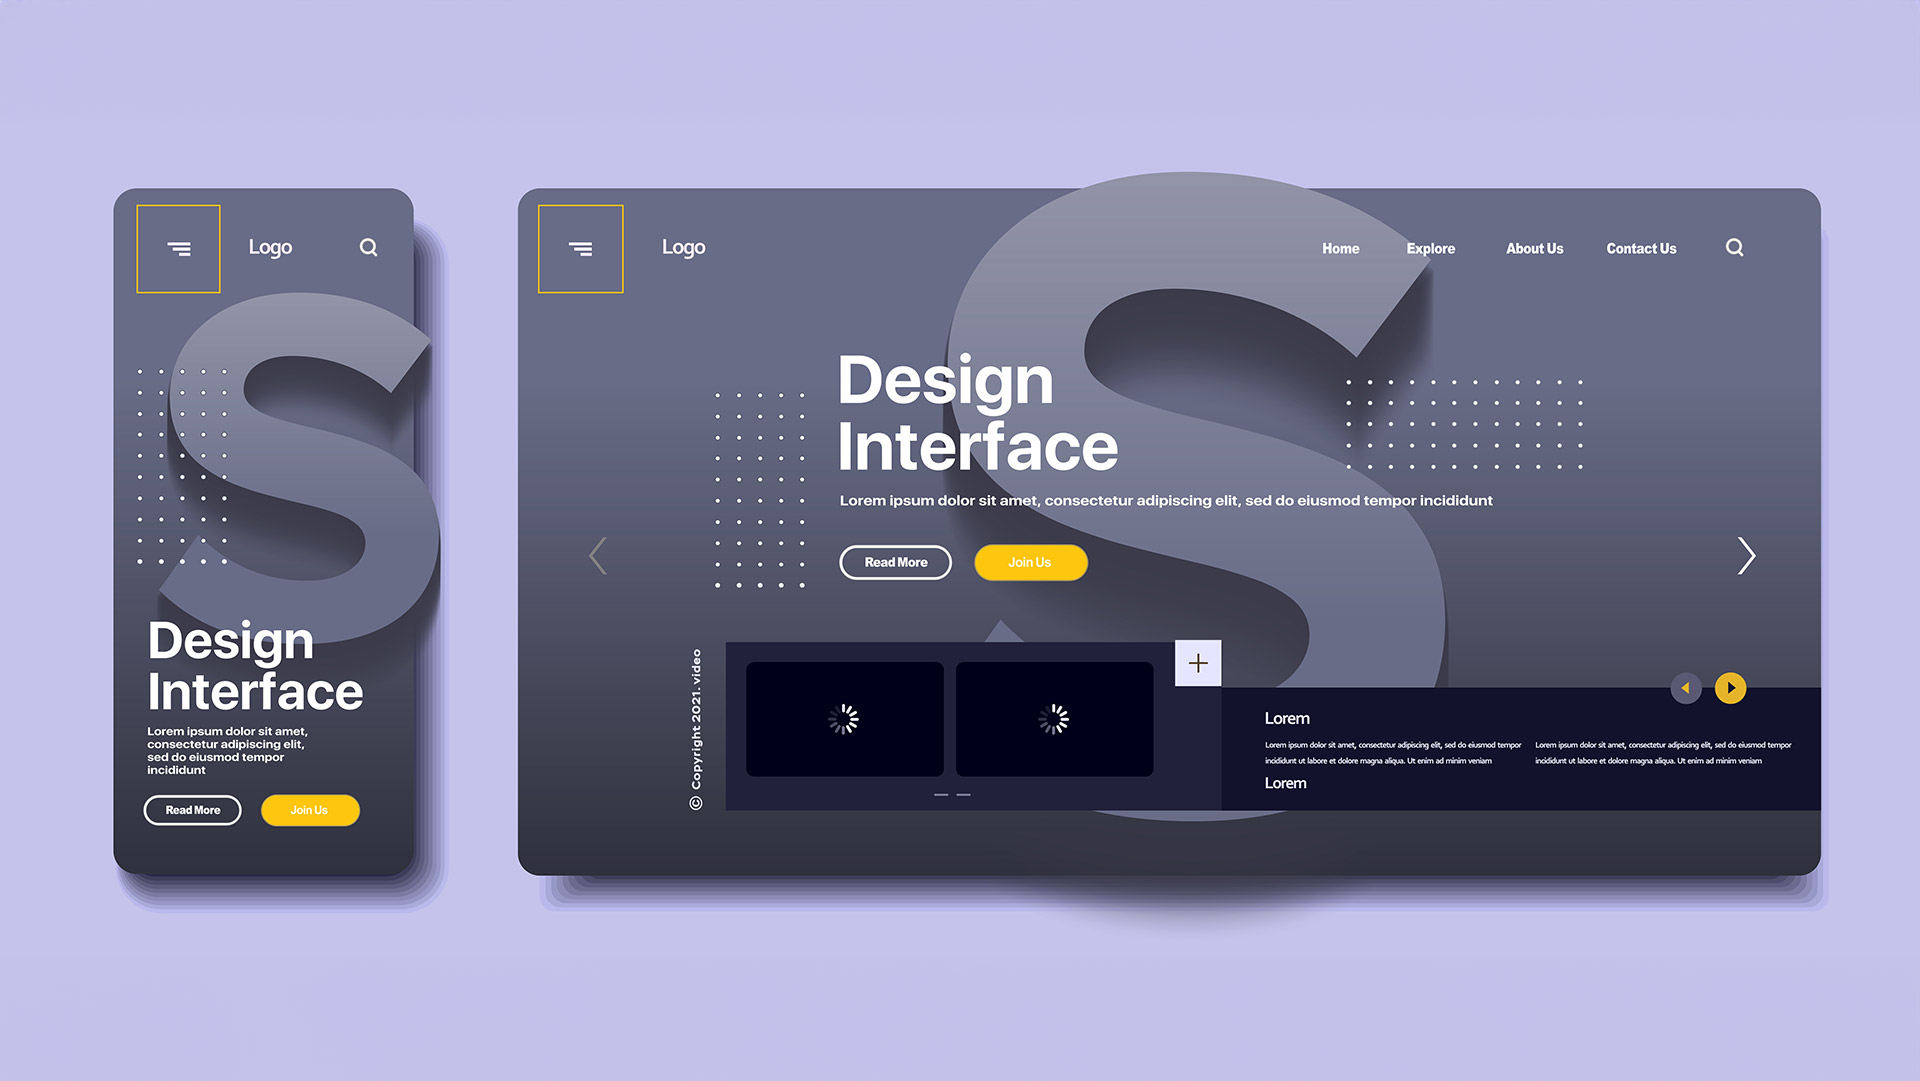 Logo
S
Design
Interface
Lorem ipsum dolor sit amet,
consectetur adipiscing elit,
sed do eiusmod tempor
incididunt
Read More
Join Us
Logo
Home
Explore
About Us
Contact Us
S
Design
Interface
Lorem ipsum dolor sit amet, consectetur adipiscing elit, sed do eiusmod tempor incididunt
Read More
Join Us
© Copyright 2021. video
Lorem
Lorem ipsum dolor sit amet, consectetur adipiscing elit, sed do tempor
incididunt ut labore et dolore magna aliqua. Ut enim ad minim veniam
Lorem
Lorem ipsum dolor sit amet, consectetur adipiscing elit, sed do tempor
incididunt ut labore et dolore magna aliqua. Ut enim ad minim veniam